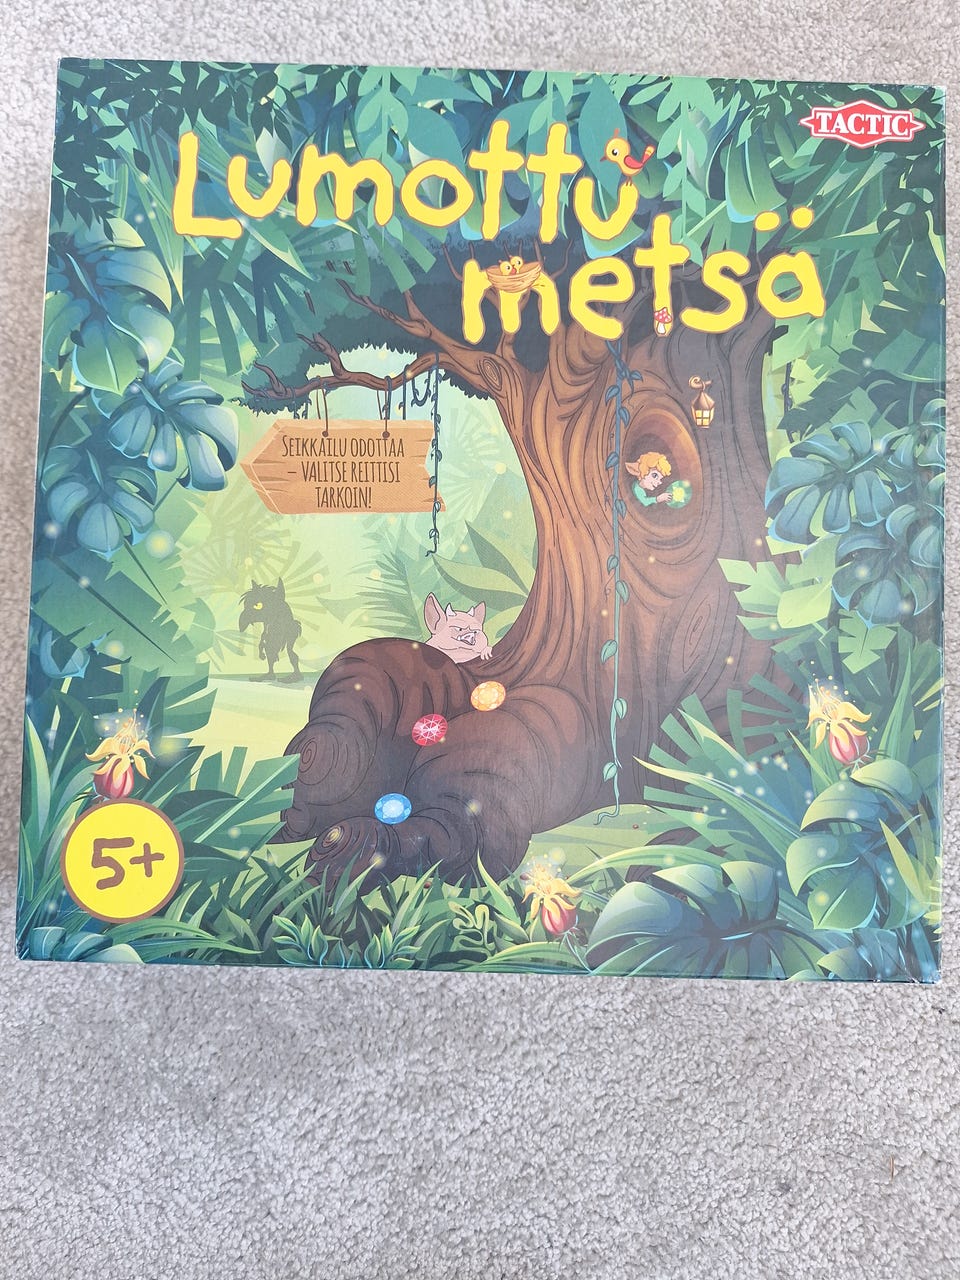 TACTIC
Lumottu
metsä
SEIKKAILU ODOTTAA
– VALITSE REITTISI
TARKOIN!
5+